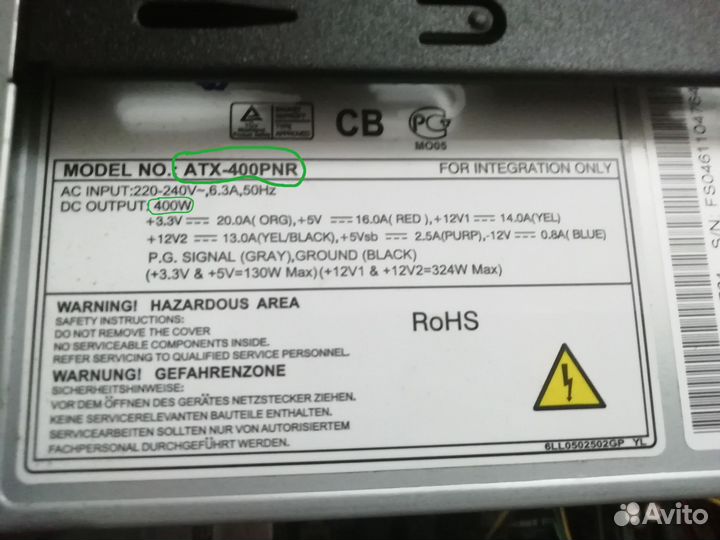 CB
PG
MO05
MODEL NO.: ATX-400PNR FOR INTEGRATION ONLY
AC INPUT:220-240V~,6.3A,50Hz
DC OUTPUT: 400W
+3.3V 20.0A( ORG),+5V 16.0A( RED ),+12V1 14.0A(YEL)
+12V2 13.0A(YEL/BLACK),+5Vsb 2.5A(PURP),-12V 0.8A( BLUE)
P.G. SIGNAL (GRAY),GROUND (BLACK)
(+3.3V & +5V=130W Max)(+12V1 & +12V2=324W Max)
WARNING! HAZARDOUS AREA
SAFETY INSTRUCTIONS:
DO NOT REMOVE THE COVER
NO SERVICEABLE COMPONENTS INSIDE.
REFER SERVICING TO QUALIFIED SERVICE PERSONNEL.
WARNUNG! GEFAHRENZONE
SICHERHEITSHINWEISE:
VOR DEM ÖFFNEN DES GERÄTES NETZSTECKER ZIEHEN.
KEINE SERVICERELEVANTEN BAUTEILE ENTHALTEN.
SERVICEARBEITEN SOLLTEN NUR VON AUTORISIERTEM
FACHPERSONAL DURCHGEFÜHRT WERDEN.
RoHS
6LL0502502GP YL
S/N: FS0461104764
Avito